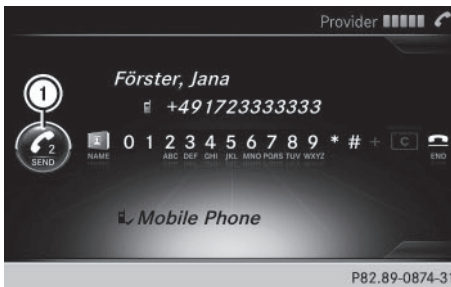 Provider
1
Förster, Jana
+491723333333
2
SEND
NAME
0 1 2 3 4 5 6 7 8 9 * # + C
ABC DEF GHI JKL MNO PQRS TUV WXYZ
END
Mobile Phone
P82.89-0874-31